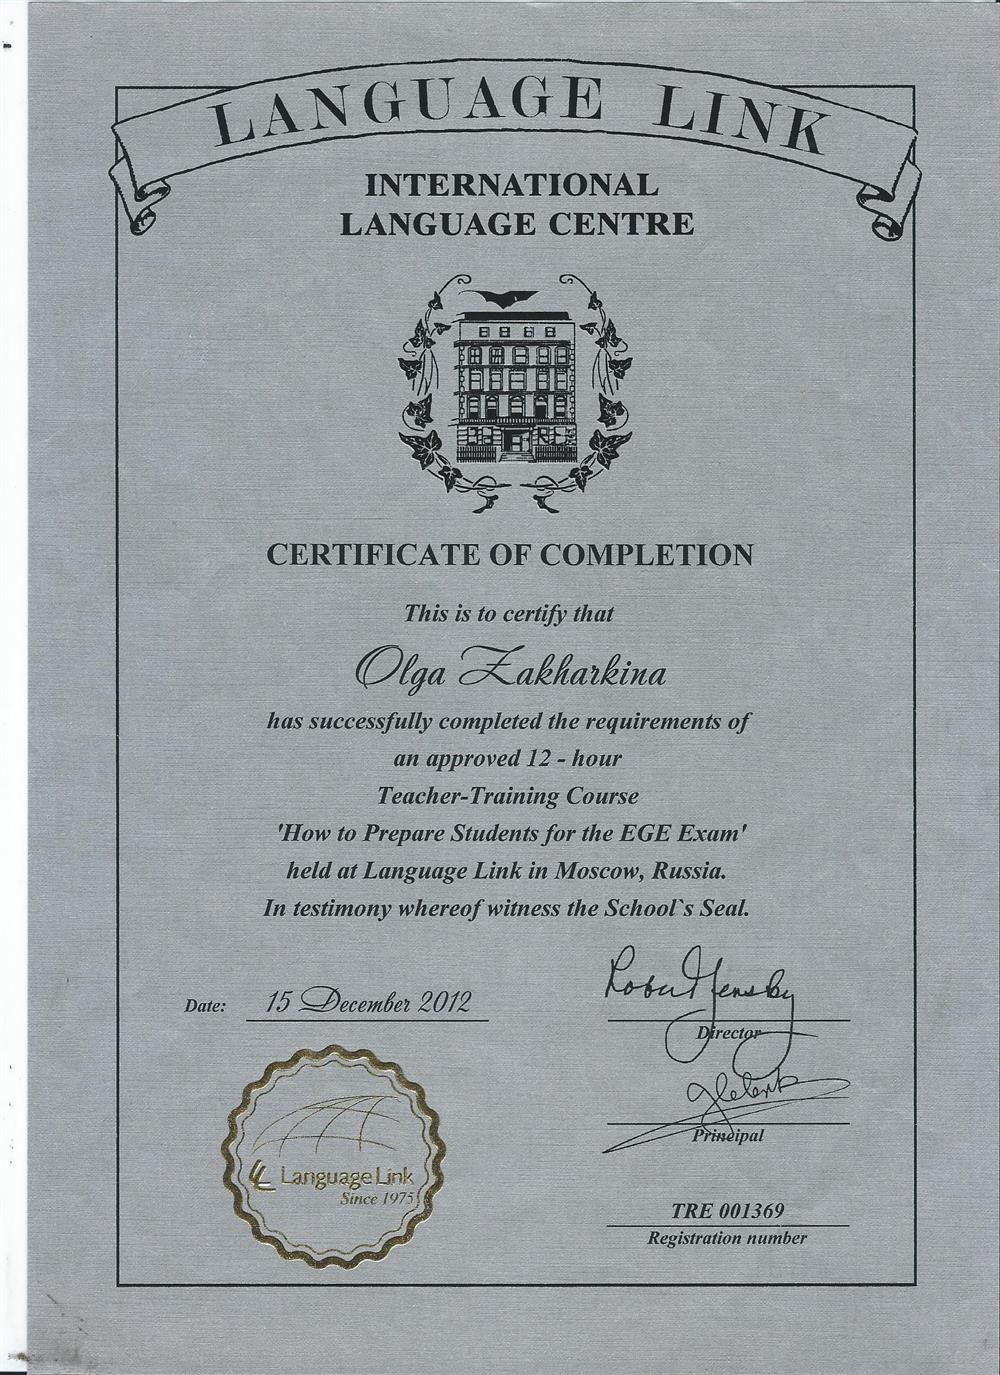 LANGUAGE LINK
INTERNATIONAL
LANGUAGE CENTRE
CERTIFICATE OF COMPLETION
This is to certify that
Olga Zakharkina
has successfully completed the requirements of
an approved 12 - hour
Teacher-Training Course
'How to Prepare Students for the EGE Exam'
held at Language Link in Moscow, Russia.
In testimony whereof witness the School`s Seal.
Date: 15 December 2012
Director
Principal
LL Language Link
Since 1975
TRE 001369
Registration number